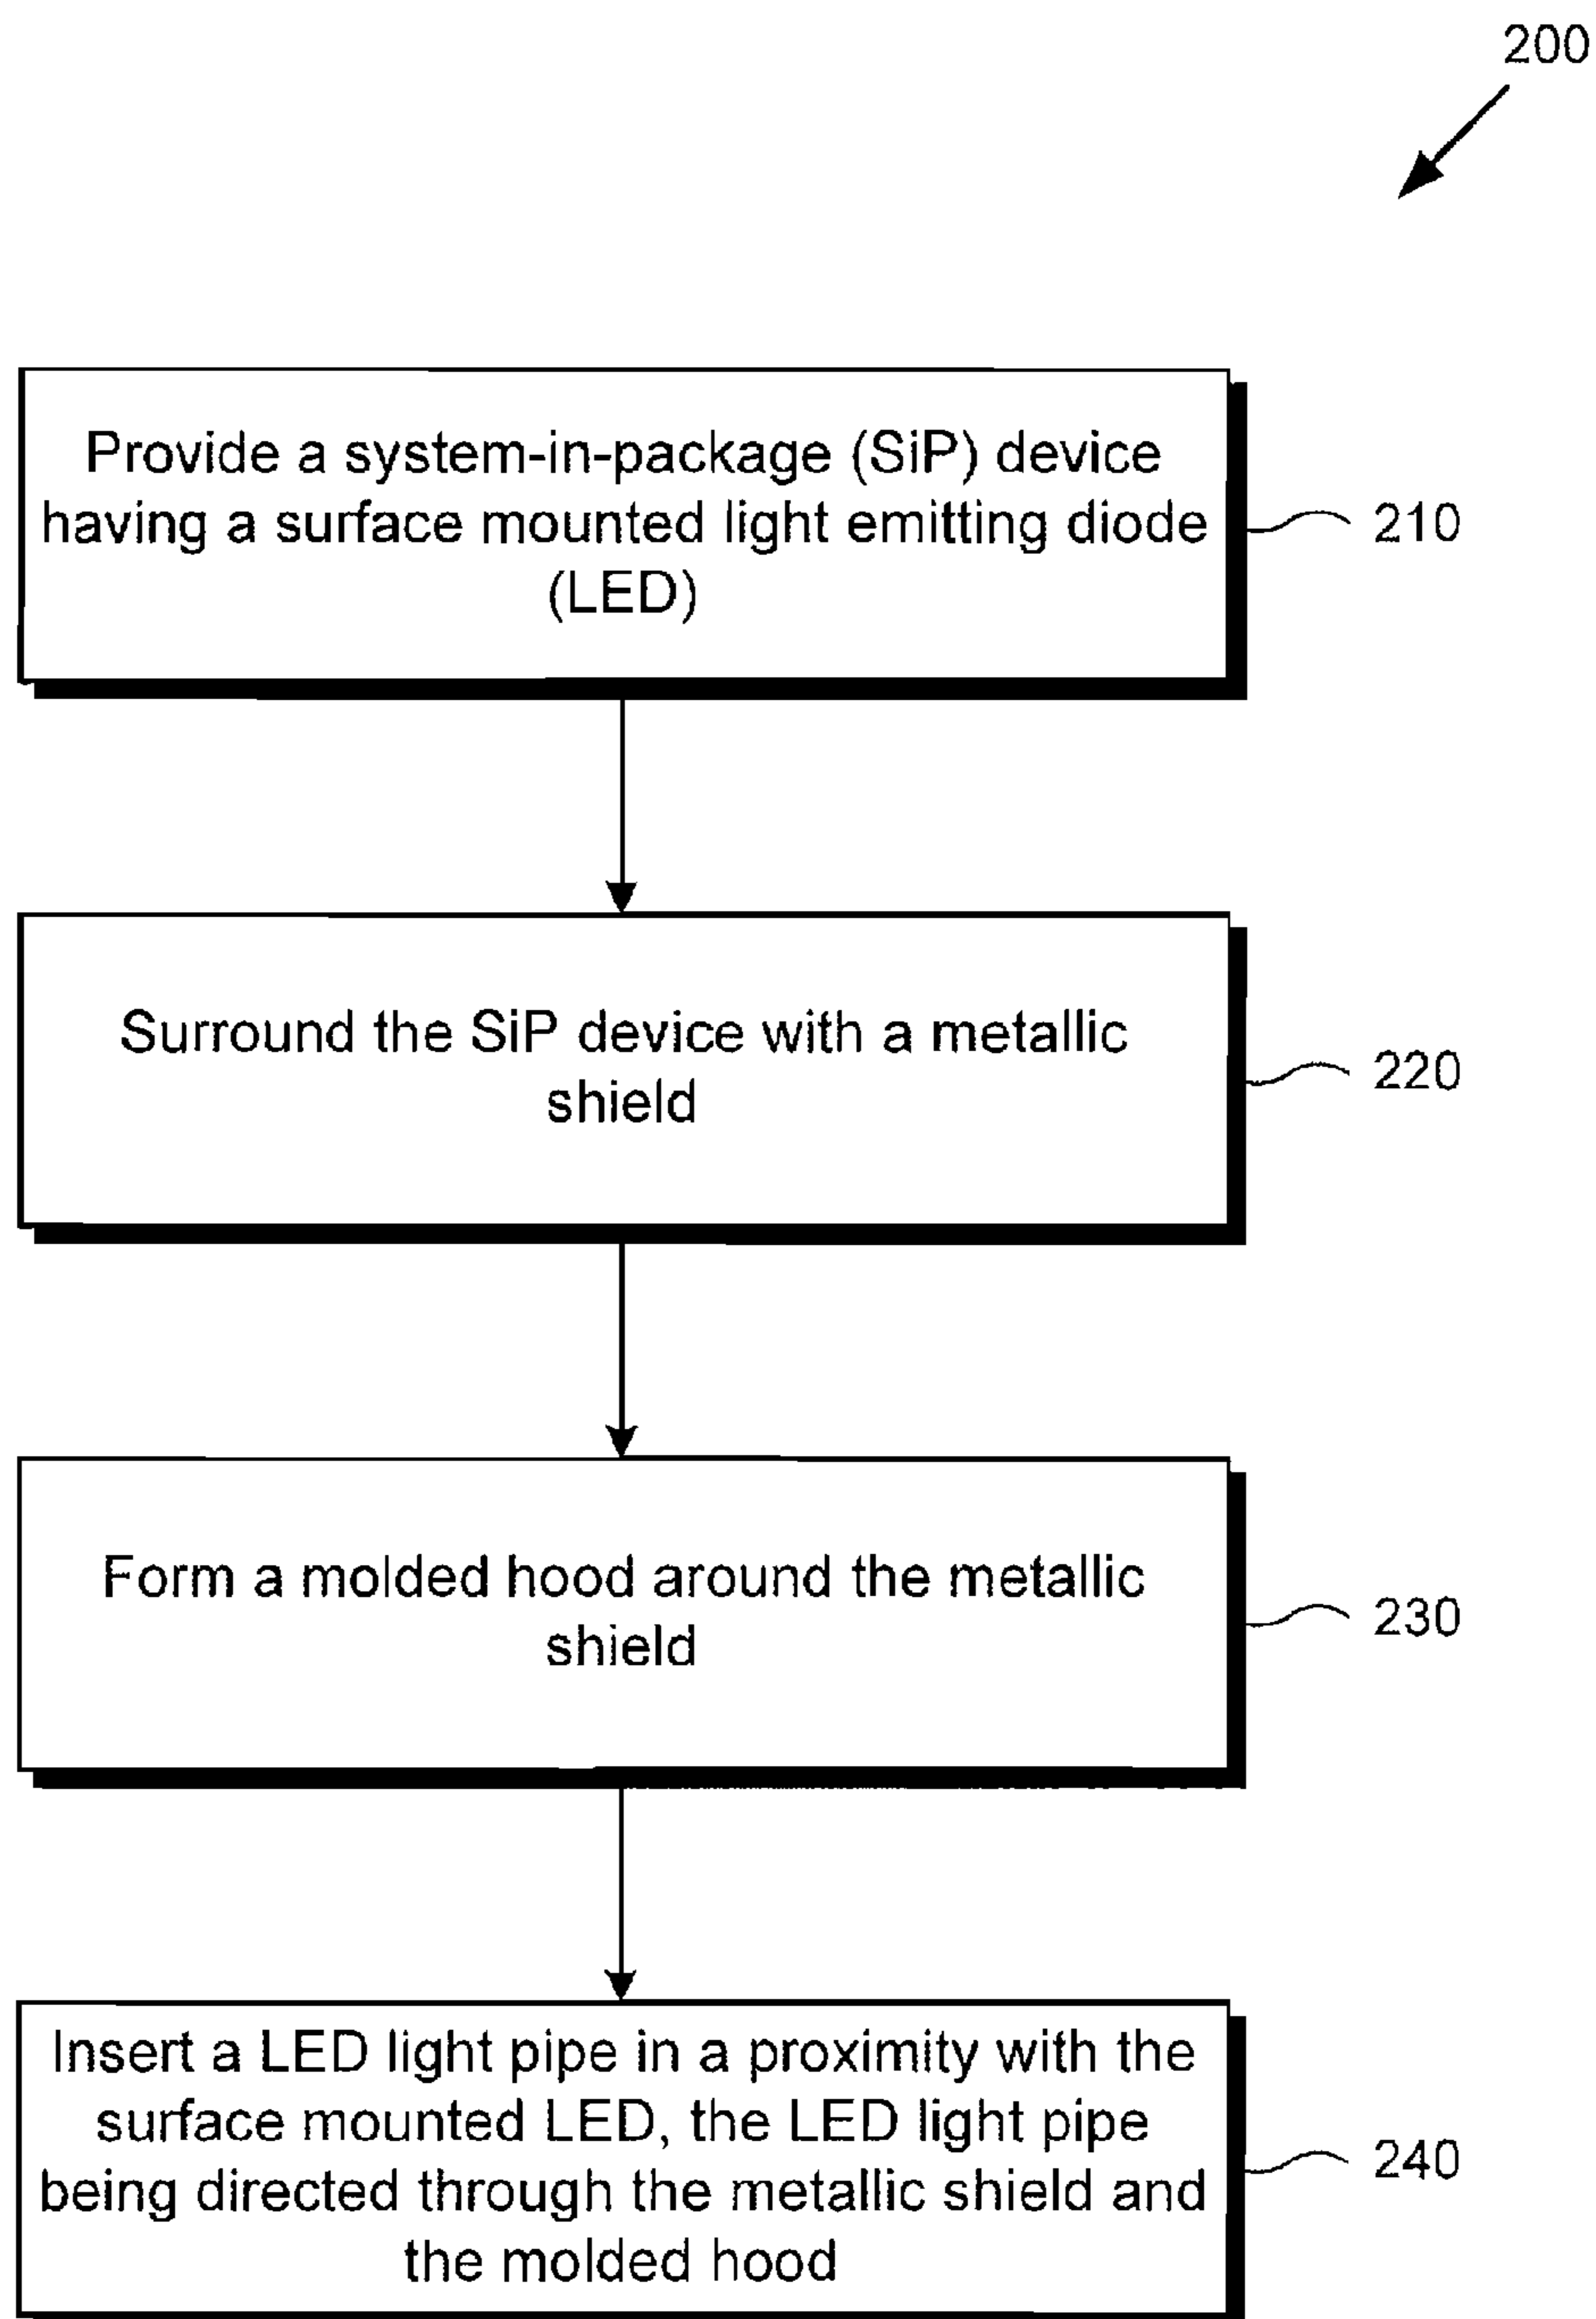 200
Provide a system-in-package (SiP) device
having a surface mounted light emitting diode
(LED)
210
Surround the SiP device with a metallic
shield
220
Form a molded hood around the metallic
shield
230
Insert a LED light pipe in a proximity with the
surface mounted LED, the LED light pipe
being directed through the metallic shield and
the molded hood
240